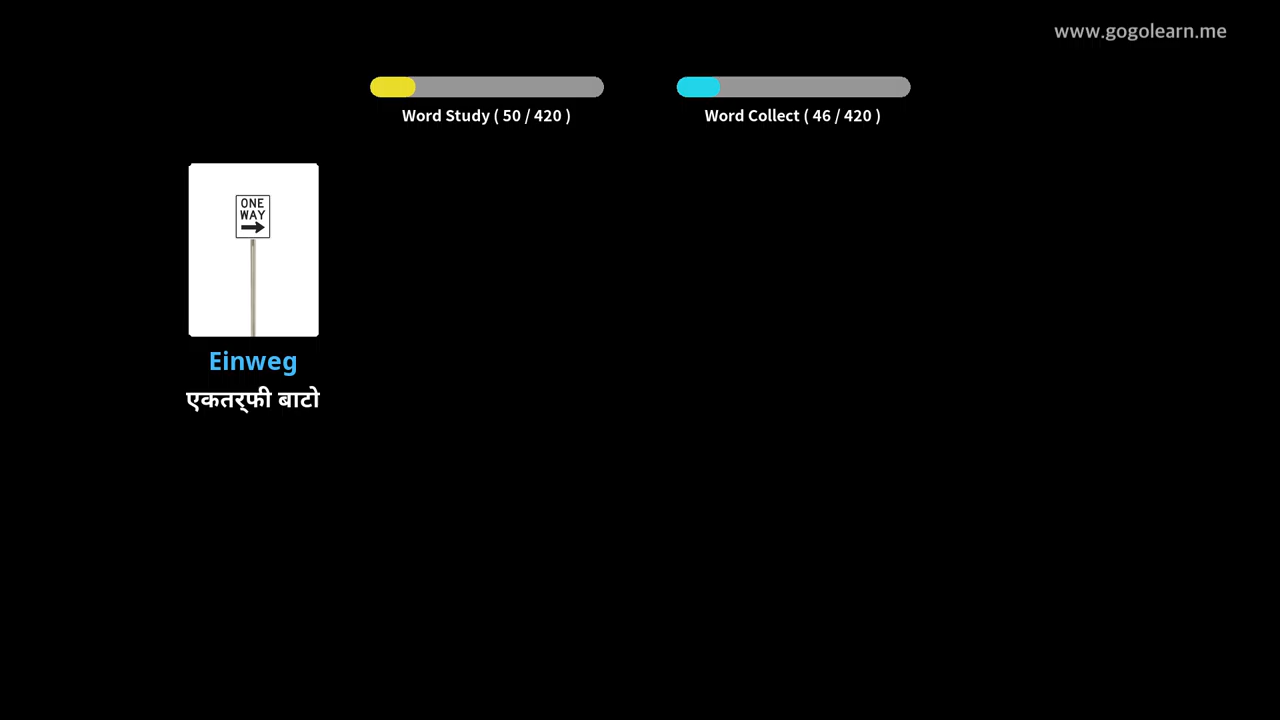 www.gogolearn.me
Word Study ( 50 / 420 )
Word Collect ( 46 / 420 )
ONE
WAY
Einweg
एकतर्फी बाटो